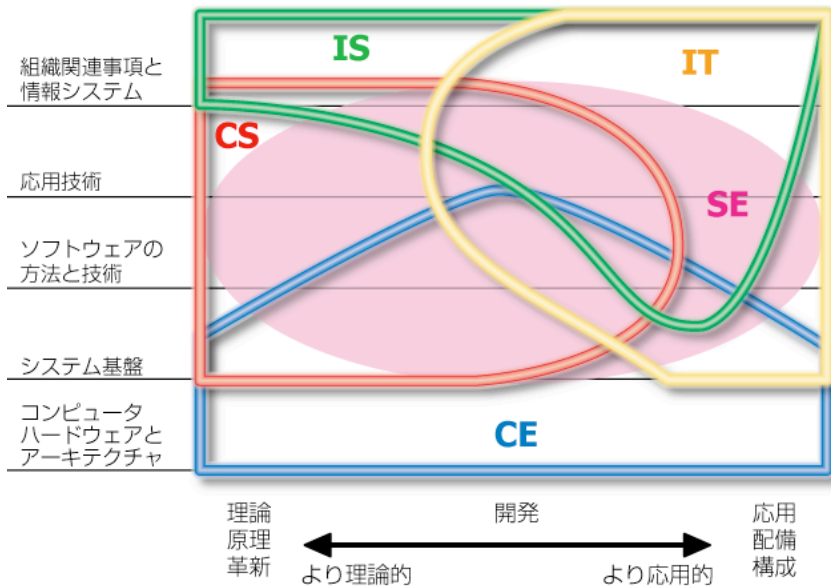 IS
IT
組織関連事項と
情報システム
CS
応用技術
SE
ソフトウェアの
方法と技術
システム基盤
コンピュータ
ハードウェアと
アーキテクチャ
CE
理論
原理
革新
開発
応用
配備
構成
より理論的
より応用的